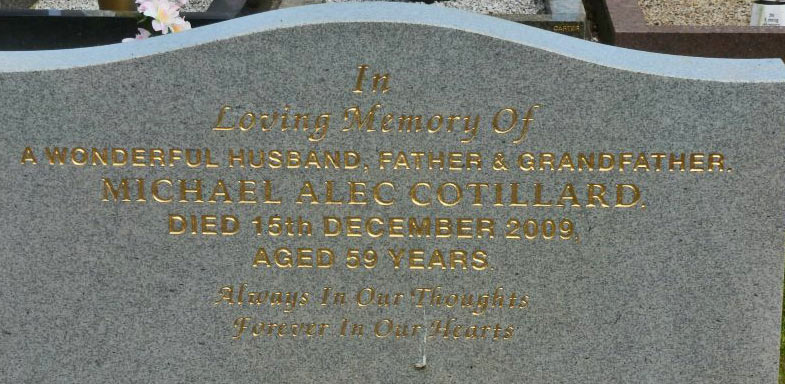 CARTER
In
Loving Memory Of
A WONDERFUL HUSBAND, FATHER & GRANDFATHER.
MICHAEL ALEC COTILLARD.
DIED 15th DECEMBER 2009,
AGED 59 YEARS.
Always In Our Thoughts
Forever In Our Hearts